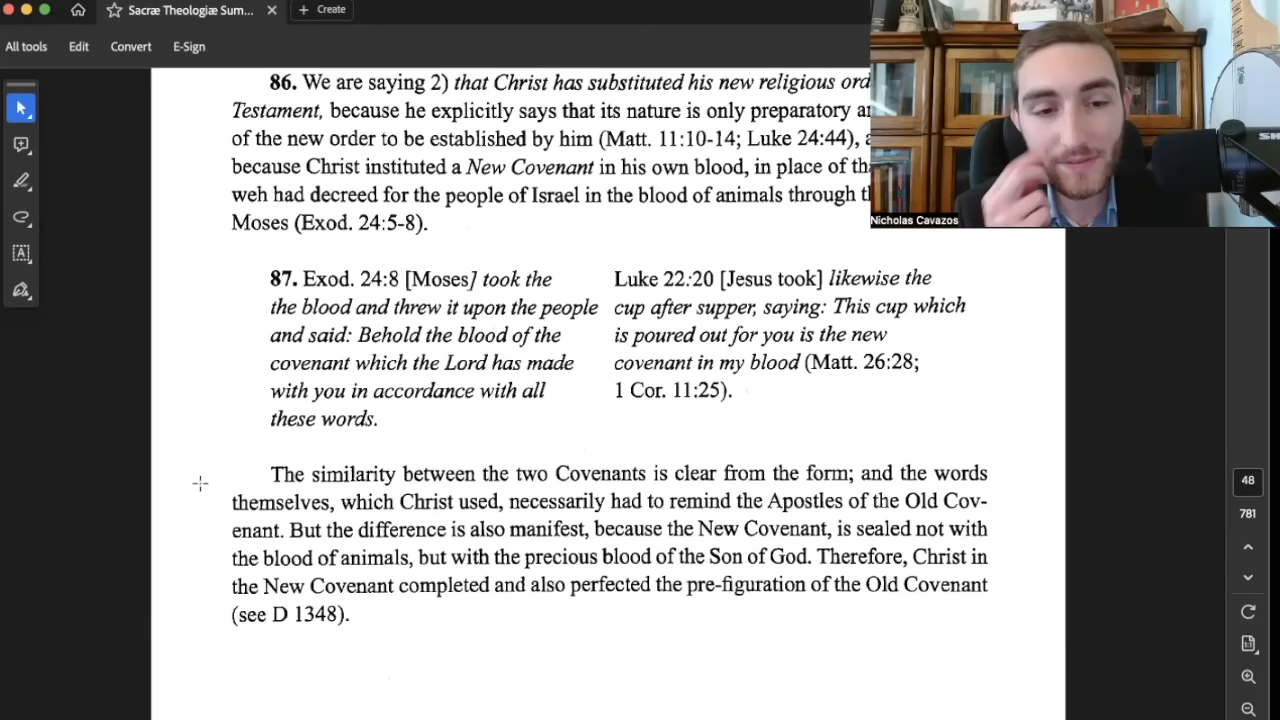 Sacræ Theologiæ Sum...
Create
All tools
Edit
Convert
E-Sign
86. We are saying 2) that Christ has substituted his new religious ord
Testament, because he explicitly says that its nature is only preparatory
of the new order to be established by him (Matt. 11:10-14; Luke 24:44),
because Christ instituted a New Covenant in his own blood, in place of
weh had decreed for the people of Israel in the blood of animals through
Moses (Exod. 24:5-8).
Nicholas Cavazos
87. Exod. 24:8 [Moses] took the
the blood and threw it upon the people
and said: Behold the blood of the
covenant which the Lord has made
with you in accordance with all
these words.
Luke 22:20 [Jesus took] likewise the
cup after supper, saying: This cup which
is poured out for you is the new
covenant in my blood (Matt. 26:28;
1 Cor. 11:25).
The similarity between the two Covenants is clear from the form; and the words
themselves, which Christ used, necessarily had to remind the Apostles of the Old Cov-
enant. But the difference is also manifest, because the New Covenant, is sealed not with
the blood of animals, but with the precious blood of the Son of God. Therefore, Christ in
the New Covenant completed and also perfected the pre-figuration of the Old Covenant
(see D 1348).
48
781